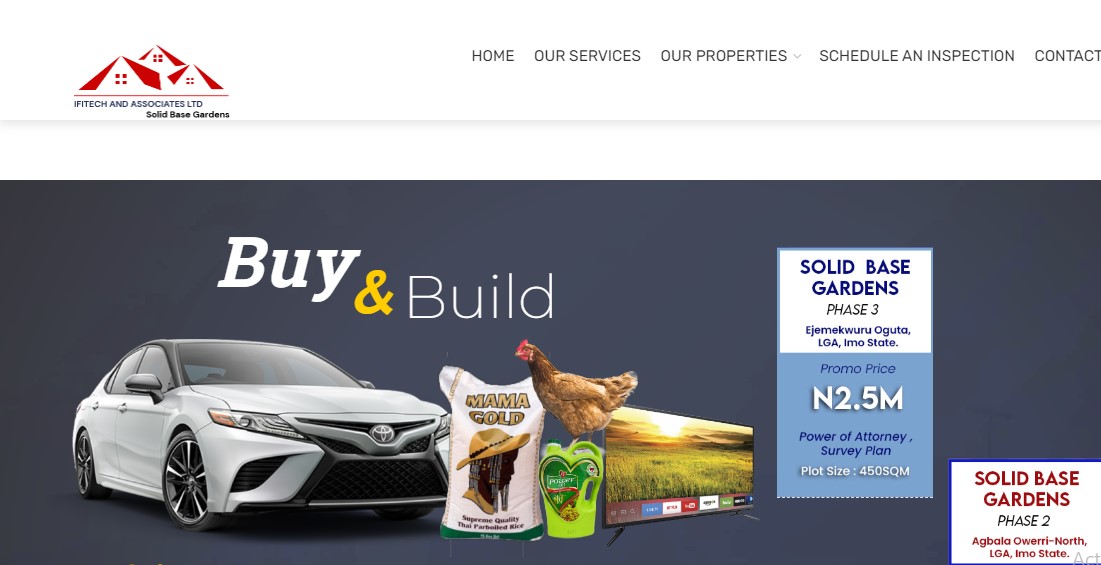 HOME OUR SERVICES OUR PROPERTIES SCHEDULE AN INSPECTION CONTACT
IFITECH AND ASSOCIATES LTD
Solid Base Gardens
Buy
& Build
MAMA
GOLD
Supreme Quality
Thai Parboiled Rice
SOLID BASE
GARDENS
PHASE 3
Ejemekwuru Oguta,
LGA, Imo State.
Promo Price
N2.5M
Power of Attorney ,
Survey Plan
Plot Size : 450SQM
SOLID BASE
GARDENS
PHASE 2
Agbala Owerri-North,
LGA, Imo State.
Act